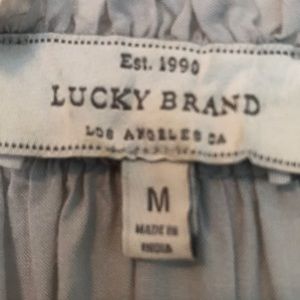 Est. 1990
LUCKY BRAND
LOS ANGELES CA
M
MADE IN
INDIA